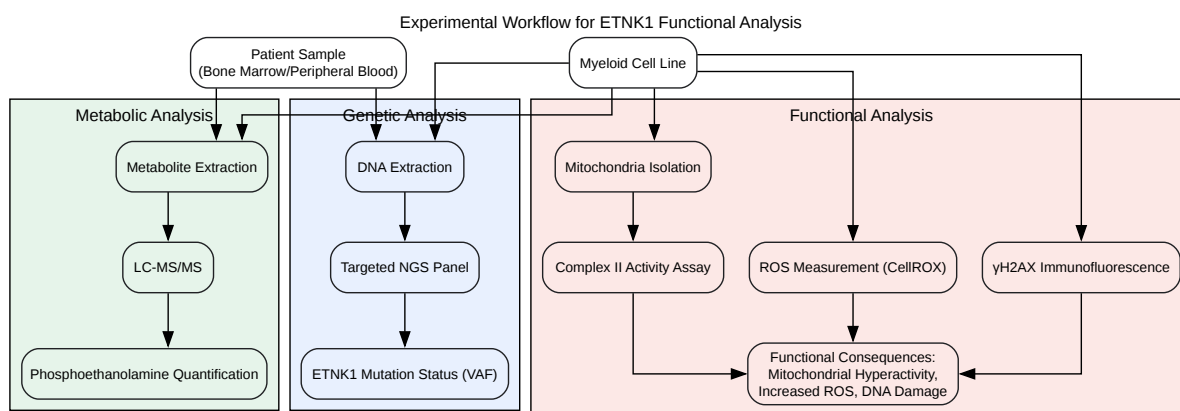 Experimental Workflow for ETNK1 Functional Analysis
Patient Sample
(Bone Marrow/Peripheral Blood)
Myeloid Cell Line
Metabolic Analysis
Genetic Analysis
Functional Analysis
Metabolite Extraction
DNA Extraction
Mitochondria Isolation
LC-MS/MS
Targeted NGS Panel
Complex II Activity Assay
ROS Measurement (CellROX)
γH2AX Immunofluorescence
Phosphoethanolamine Quantification
ETNK1 Mutation Status (VAF)
Functional Consequences:
Mitochondrial Hyperactivity,
Increased ROS, DNA Damage